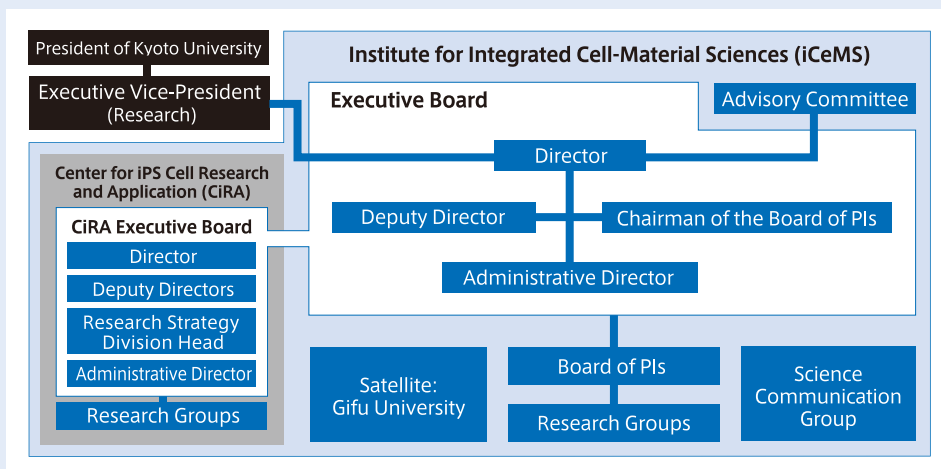 President of Kyoto University
Executive Vice-President
(Research)
Institute for Integrated Cell-Material Sciences (iCeMS)
Executive Board
Advisory Committee
Director
Deputy Director
Chairman of the Board of PIs
Administrative Director
Center for iPS Cell Research
and Application (CiRA)
CiRA Executive Board
Director
Deputy Directors
Research Strategy
Division Head
Administrative Director
Research Groups
Satellite:
Gifu University
Board of PIs
Research Groups
Science
Communication
Group